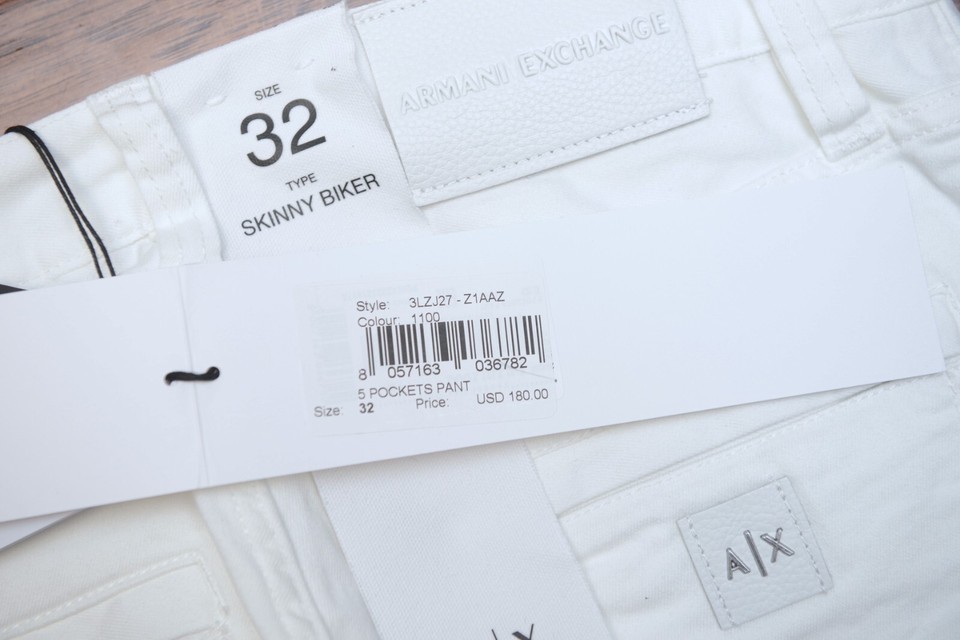 SIZE
32
TYPE
SKINNY BIKER
ARMANI EXCHANGE
Style: 3LZJ27 - Z1AAZ
Colour: 1100
8 057163 036782
5 POCKETS PANT
Size: 32 Price: USD 180.00
A|X